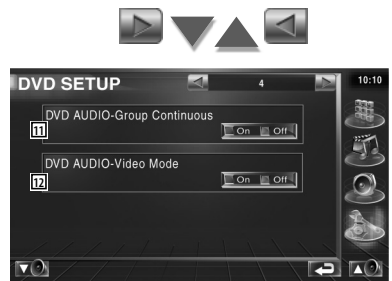 DVD SETUP
4
10:10
DVD AUDIO-Group Continuous
11
On Off
DVD AUDIO-Video Mode
12
On Off